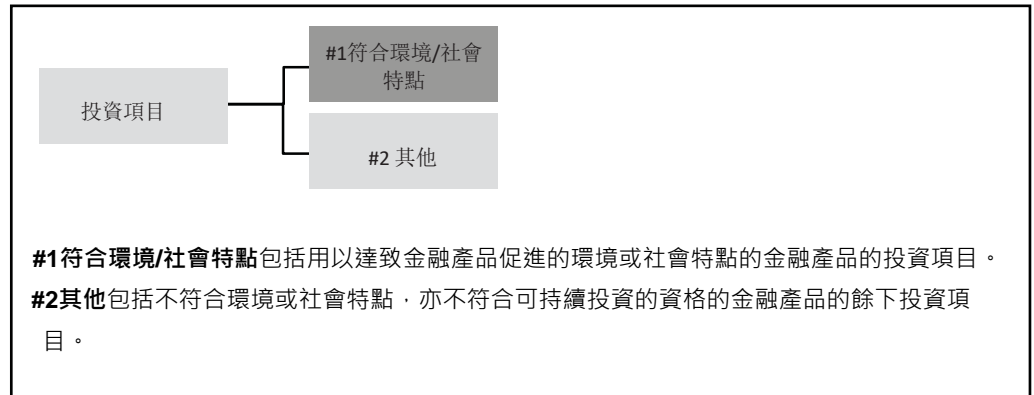 #1符合環境/社會
特點
投資項目
#2 其他
#1符合環境/社會特點包括用以達致金融產品促進的環境或社會特點的金融產品的投資項目。
#2其他包括不符合環境或社會特點，亦不符合可持續投資的資格的金融產品的餘下投資項
目。